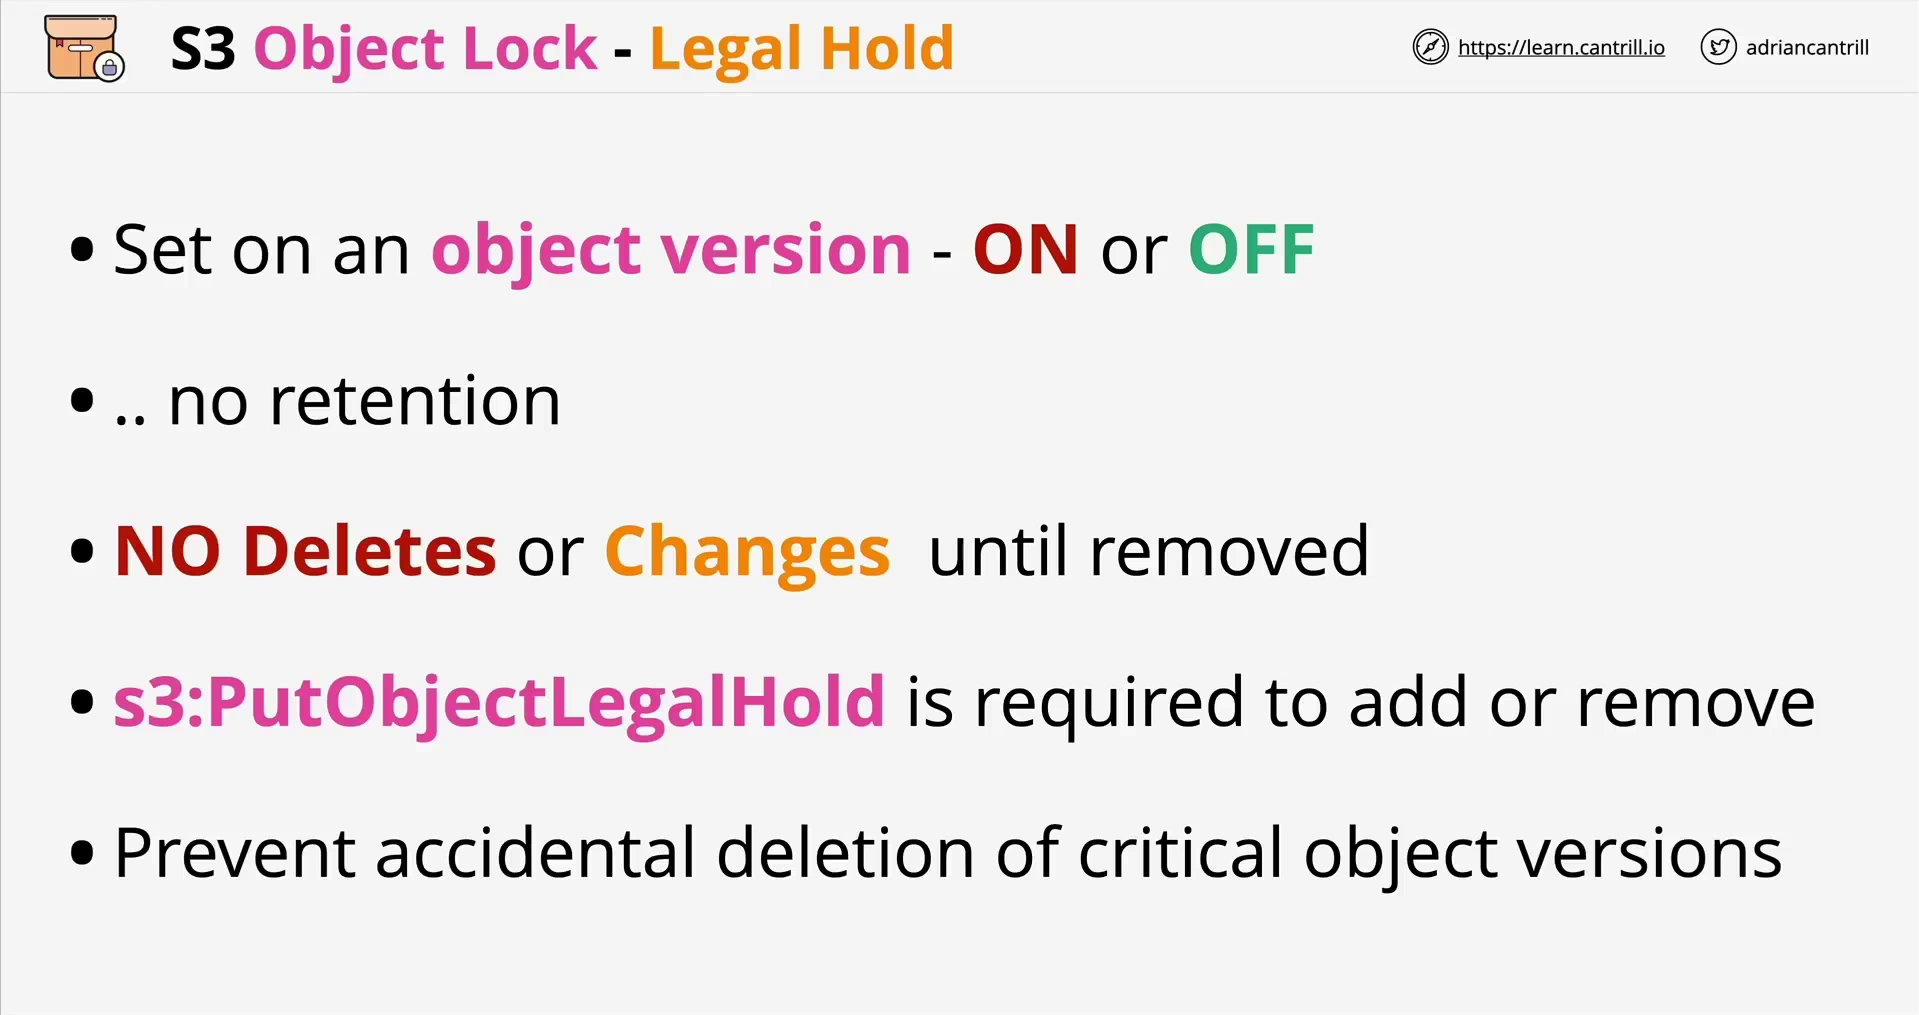 S3 Object Lock - Legal Hold
https://learn.cantrill.io
adriancantrill
• Set on an object version - ON or OFF
• .. no retention
• NO Deletes or Changes until removed
• s3:PutObjectLegalHold is required to add or remove
• Prevent accidental deletion of critical object versions